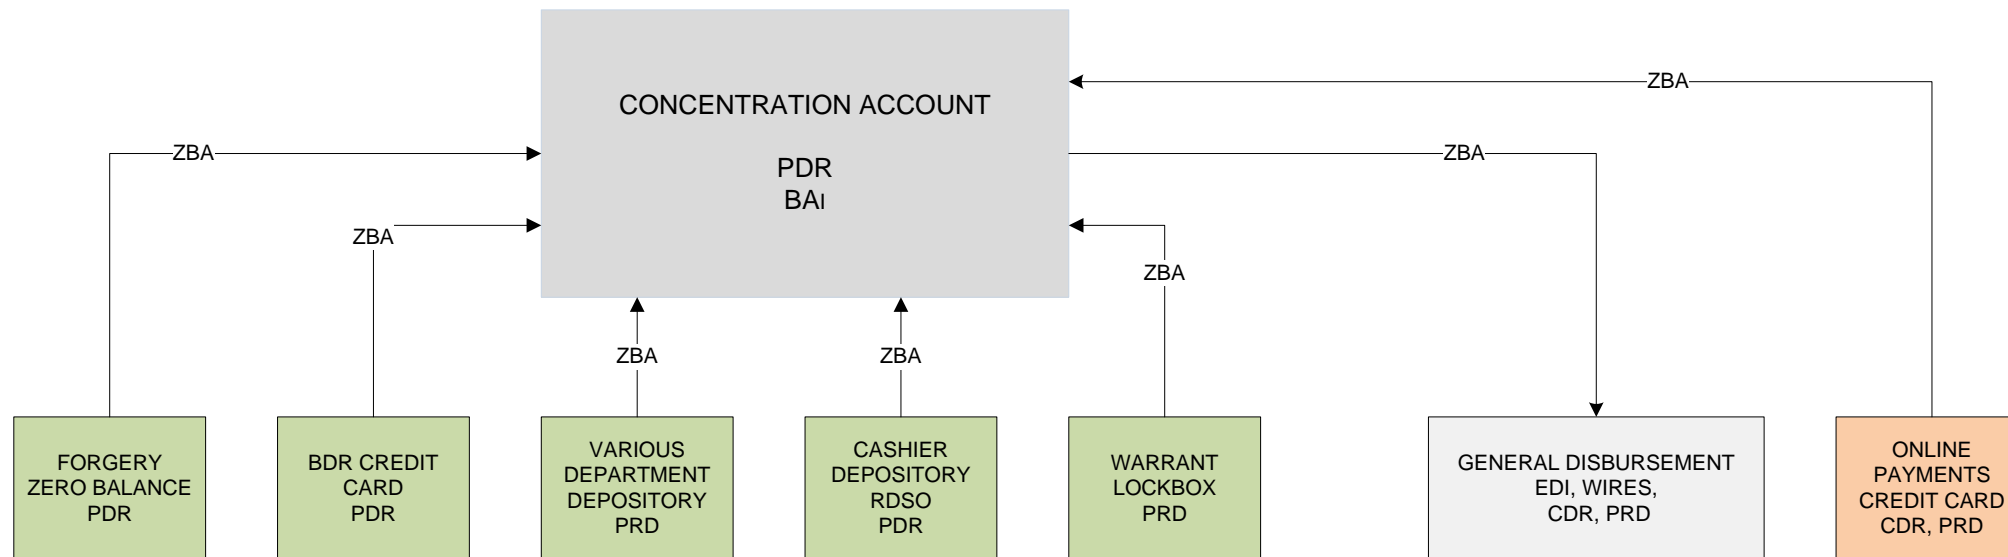 CONCENTRATION ACCOUNT
PDR
BAI
ZBA
ZBA
ZBA
ZBA
ZBA
ZBA
ZBA
FORGERY
ZERO BALANCE
PDR
BDR CREDIT
CARD
PDR
VARIOUS
DEPARTMENT
DEPOSITORY
PRD
CASHIER
DEPOSITORY
RDSO
PDR
WARRANT
LOCKBOX
PRD
GENERAL DISBURSEMENT
EDI, WIRES,
CDR, PRD
ONLINE
PAYMENTS
CREDIT CARD
CDR, PRD